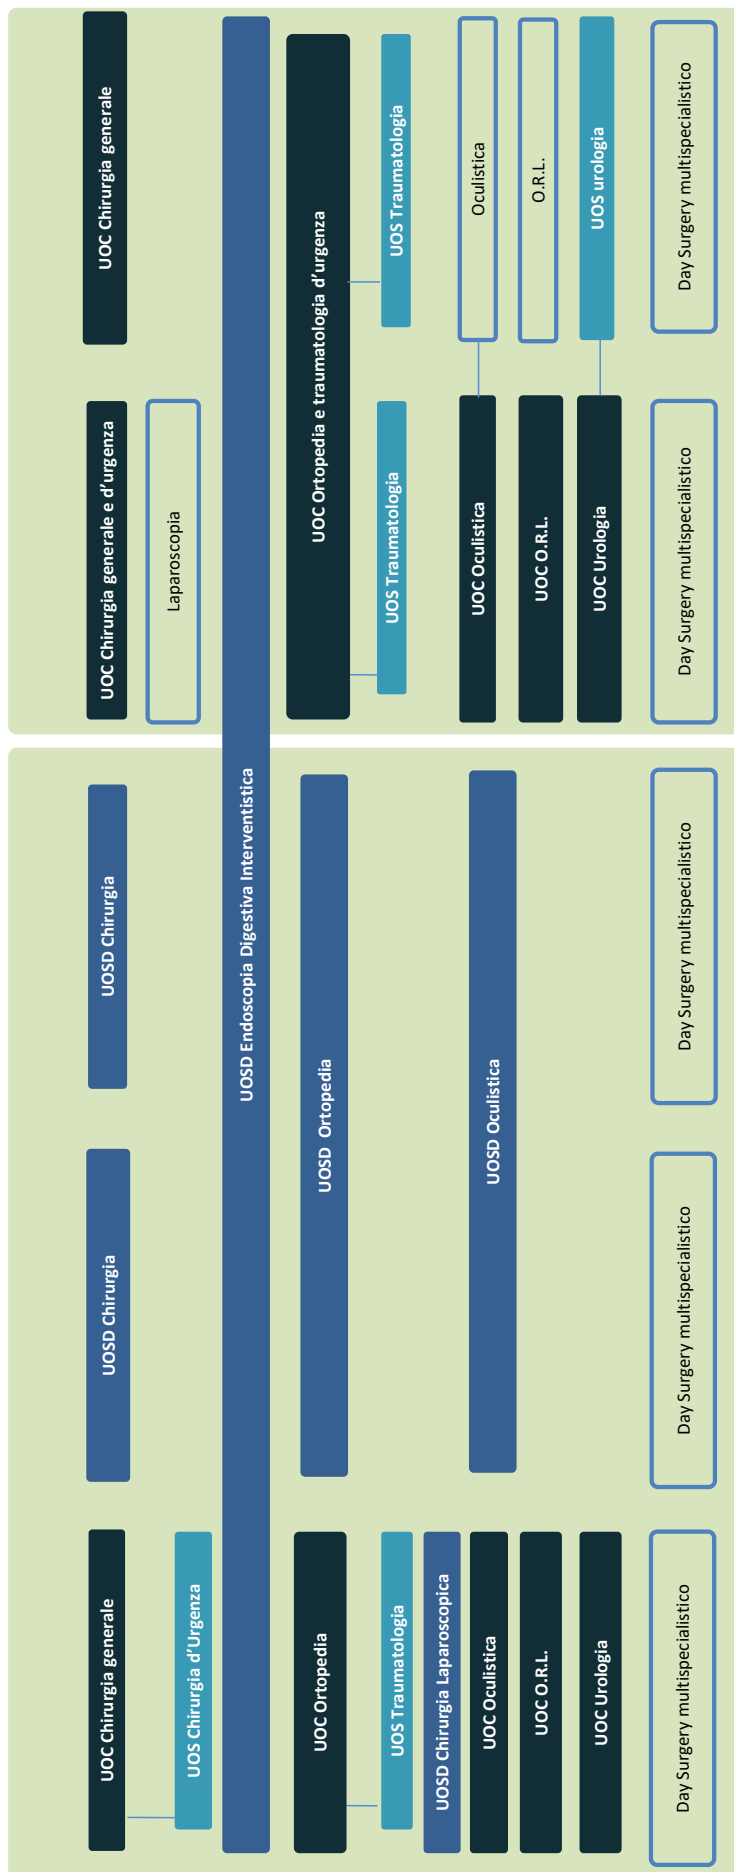 UOC Chirurgia generale
UOSD Chirurgia
UOSD Chirurgia
UOC Chirurgia generale e d’urgenza
UOC Chirurgia generale
UOS Chirurgia d’Urgenza
Laparoscopia
UOSD Endoscopia Digestiva Interventistica
UOC Ortopedia
UOSD Ortopedia
UOC Ortopedia e traumatologia d’urgenza
UOS Traumatologia
UOS Traumatologia
UOS Traumatologia
UOSD Chirurgia Laparoscopica
UOC Oculistica
UOSD Oculistica
UOC Oculistica
Oculistica
UOC O.R.L.
UOC O.R.L.
O.R.L.
UOC Urologia
UOC Urologia
UOS urologia
Day Surgery multispecialistico
Day Surgery multispecialistico
Day Surgery multispecialistico
Day Surgery multispecialistico
Day Surgery multispecialistico